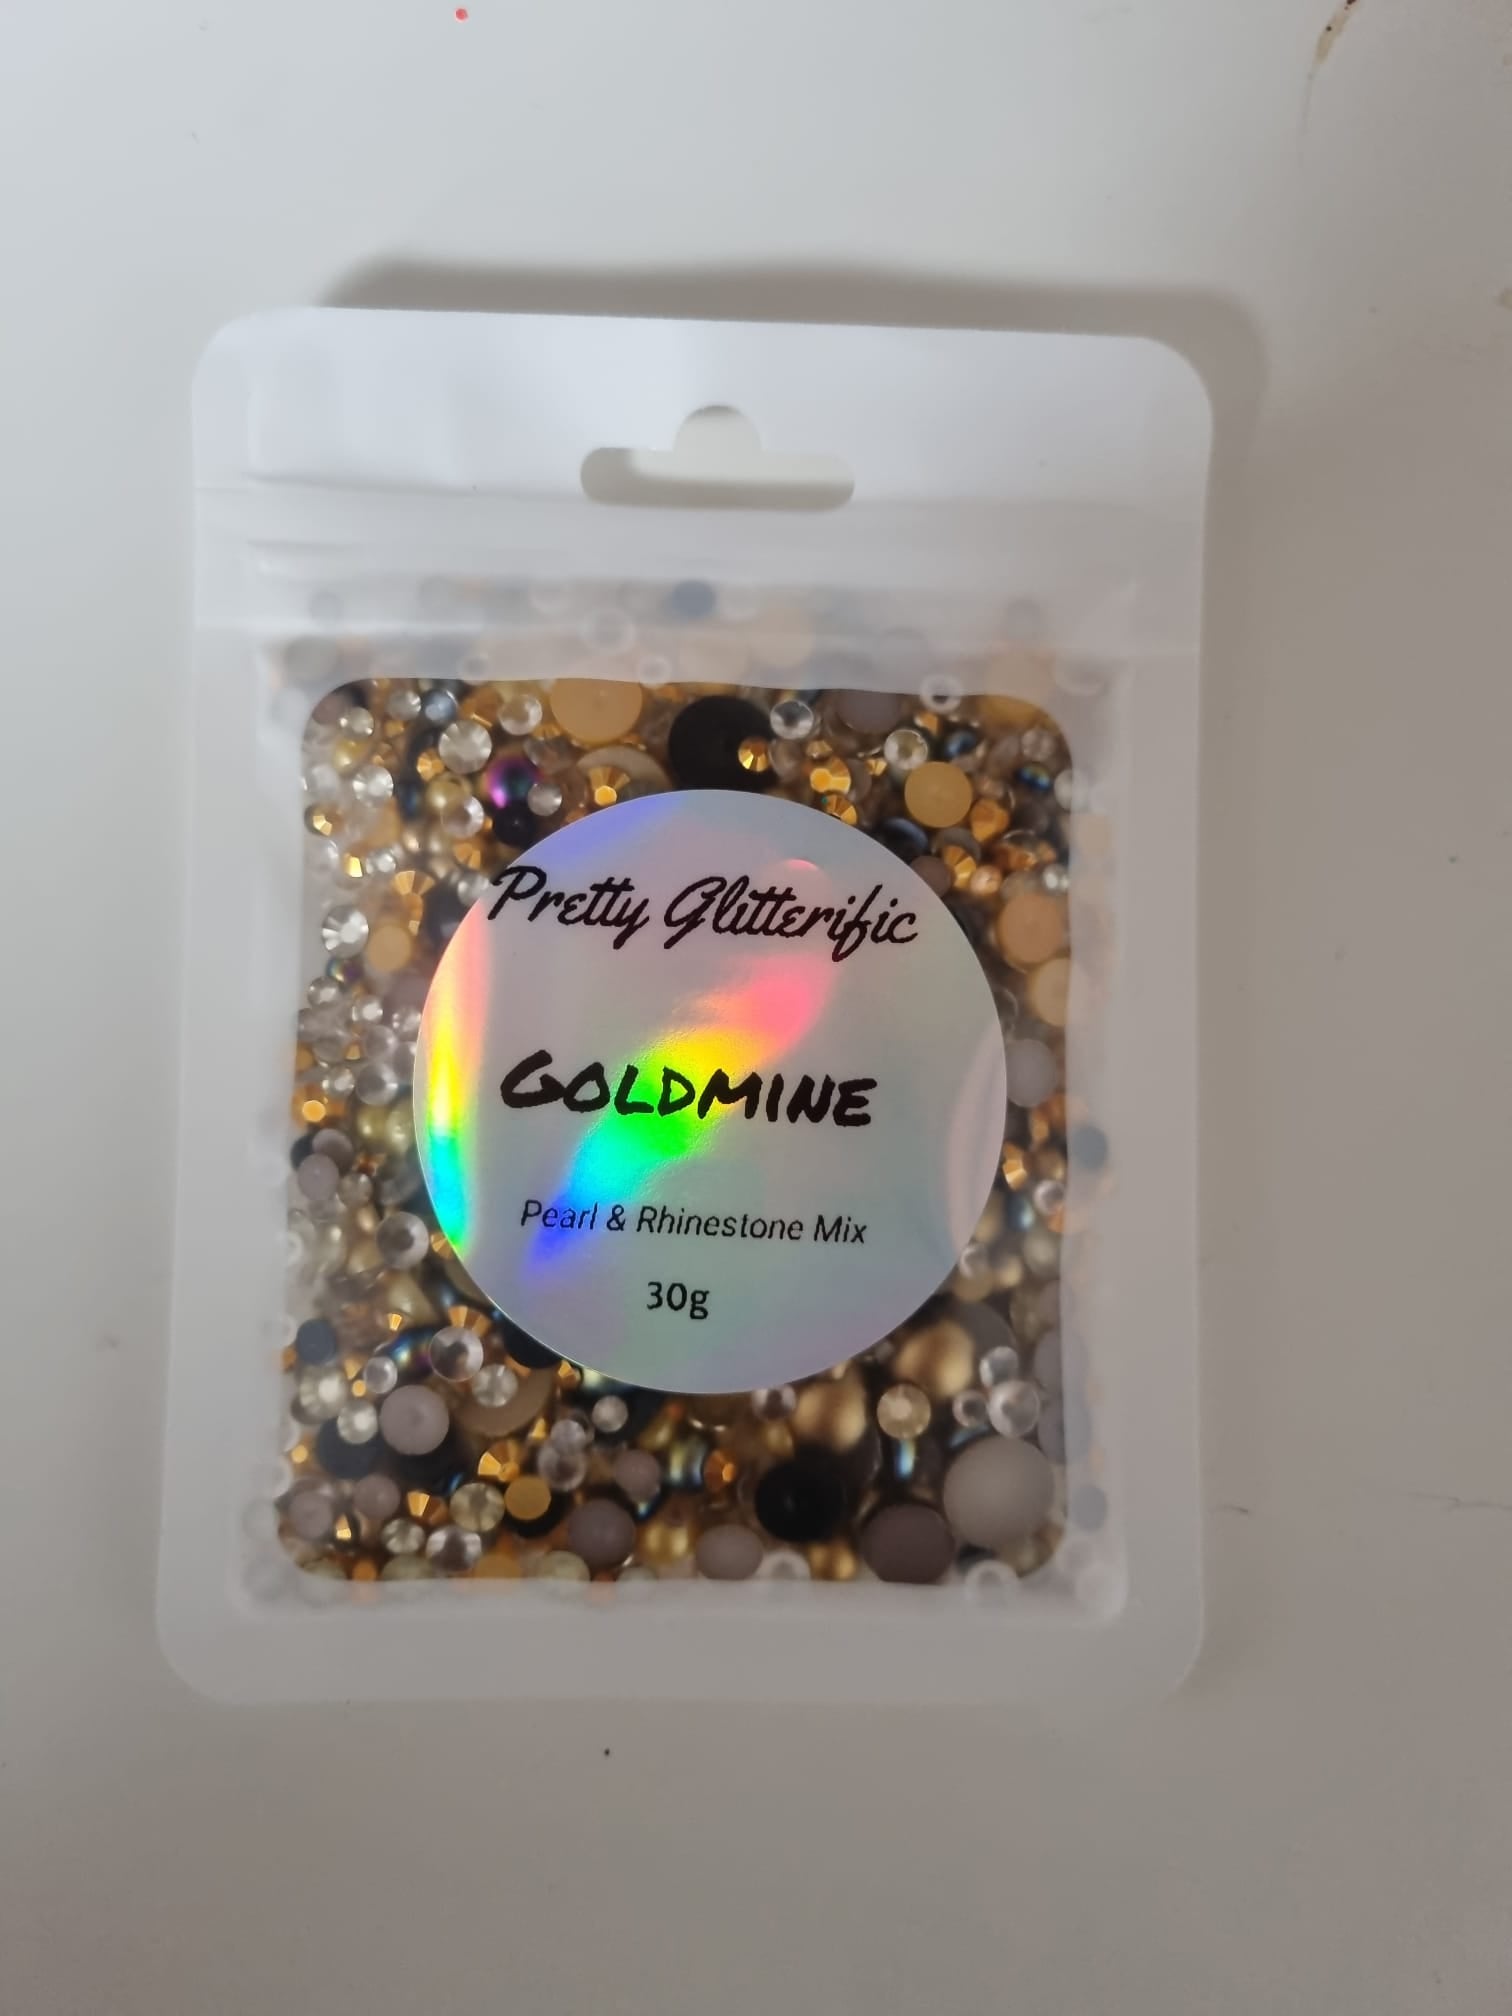 Pretty Glitterific
GOLDMINE
Pearl & Rhinestone Mix
30g